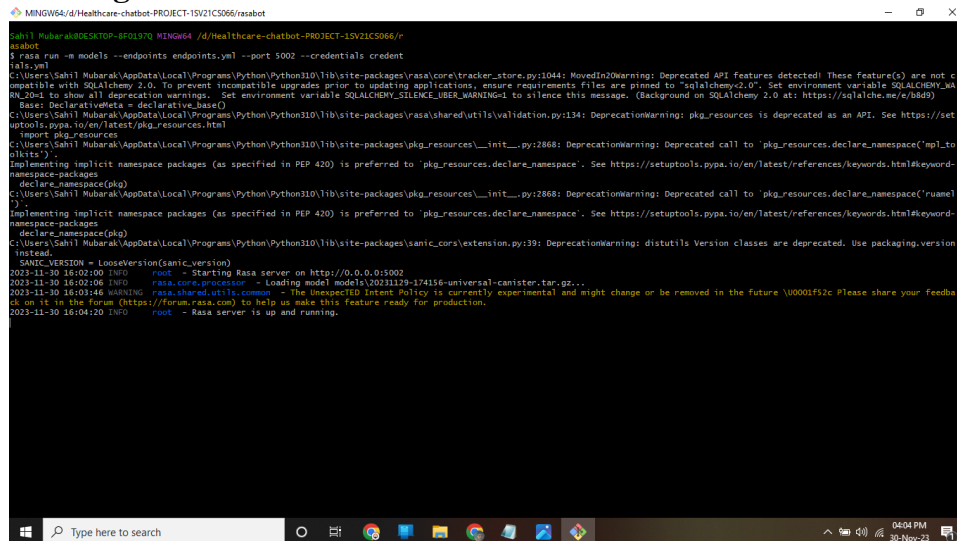 MINGW64:/d/Healthcare-chatbot-PROJECT-1SV21CS066/rasabot
Sahil Mubarak@DESKTOP-8F0197Q MINGW64 /d/Healthcare-chatbot-PROJECT-1SV21CS066/r
asabot
$ rasa run -m models --endpoints endpoints.yml --port 5002 --credentials credent
ials.yml
C:\Users\Sahil Mubarak\AppData\Local\Programs\Python\Python310\lib\site-packages\rasa\core\tracker_store.py:1044: MovedIn20Warning: Deprecated API features detected! These feature(s) are not c
ompatible with SQLAlchemy 2.0. To prevent incompatible upgrades prior to updating applications, ensure requirements files are pinned to "sqlalchemy<2.0". Set environment variable SQLALCHEMY_WA
RN_20=1 to show all deprecation warnings.  Set environment variable SQLALCHEMY_SILENCE_UBER_WARNING=1 to silence this message. (Background on SQLAlchemy 2.0 at: https://sqlalche.me/e/b8d9)
  Base: DeclarativeMeta = declarative_base()
C:\Users\Sahil Mubarak\AppData\Local\Programs\Python\Python310\lib\site-packages\rasa\shared\utils\validation.py:134: DeprecationWarning: pkg_resources is deprecated as an API. See https://set
uptools.pypa.io/en/latest/pkg_resources.html
  import pkg_resources
C:\Users\Sahil Mubarak\AppData\Local\Programs\Python\Python310\lib\site-packages\pkg_resources\__init__.py:2868: DeprecationWarning: Deprecated call to `pkg_resources.declare_namespace('mpl_to
olkits')`.
Implementing implicit namespace packages (as specified in PEP 420) is preferred to `pkg_resources.declare_namespace`. See https://setuptools.pypa.io/en/latest/references/keywords.html#keyword-
namespace-packages
  declare_namespace(pkg)
C:\Users\Sahil Mubarak\AppData\Local\Programs\Python\Python310\lib\site-packages\pkg_resources\__init__.py:2868: DeprecationWarning: Deprecated call to `pkg_resources.declare_namespace('ruamel
')`.
Implementing implicit namespace packages (as specified in PEP 420) is preferred to `pkg_resources.declare_namespace`. See https://setuptools.pypa.io/en/latest/references/keywords.html#keyword-
namespace-packages
  declare_namespace(pkg)
C:\Users\Sahil Mubarak\AppData\Local\Programs\Python\Python310\lib\site-packages\sanic_cors\extension.py:39: DeprecationWarning: distutils Version classes are deprecated. Use packaging.version
 instead.
  SANIC_VERSION = LooseVersion(sanic_version)
2023-11-30 16:02:00 INFO     root  - Starting Rasa server on http://0.0.0.0:5002
2023-11-30 16:02:06 INFO     rasa.core.processor  - Loading model models\20231129-174156-universal-canister.tar.gz...
2023-11-30 16:03:46 WARNING  rasa.shared.utils.common  - The UnexpecTED Intent Policy is currently experimental and might change or be removed in the future \U0001f52c Please share your feedba
ck on it in the forum (https://forum.rasa.com) to help us make this feature ready for production.
2023-11-30 16:04:20 INFO     root  - Rasa server is up and running.
Type here to search
04:04 PM
30-Nov-23